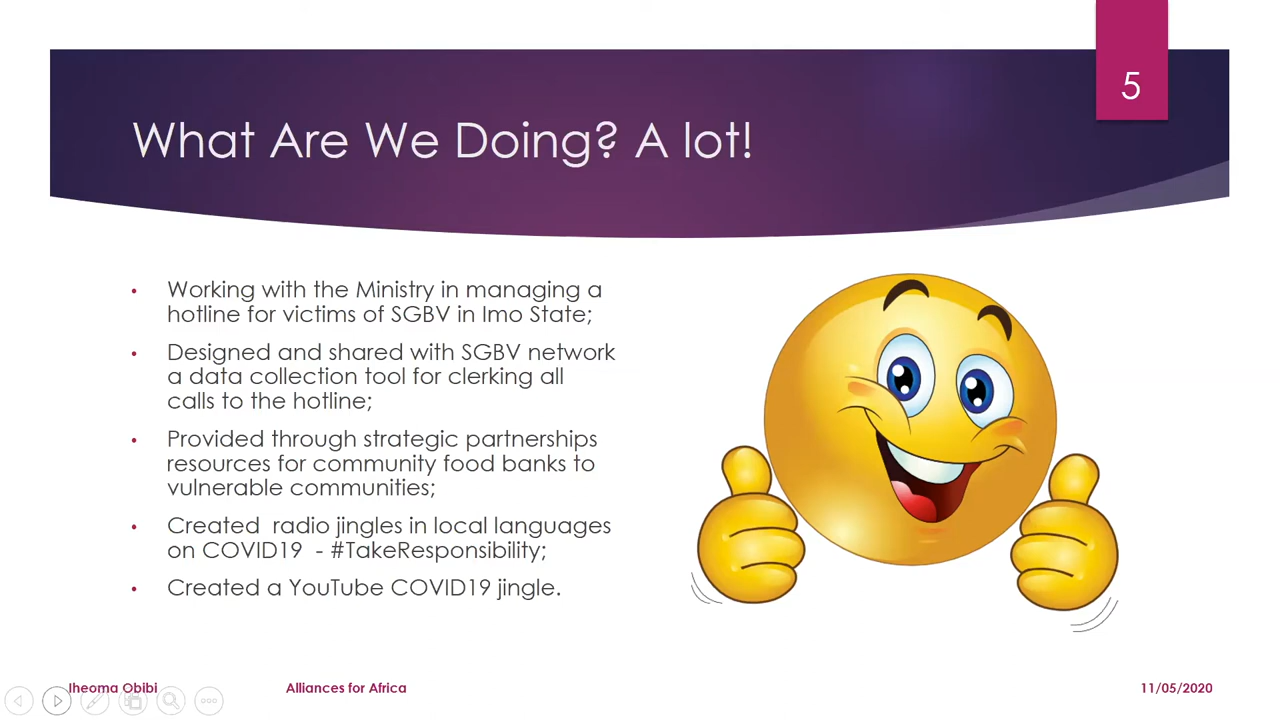 5
What Are We Doing? A lot!
• Working with the Ministry in managing a
hotline for victims of SGBV in Imo State;
• Designed and shared with SGBV network
a data collection tool for clerking all
calls to the hotline;
• Provided through strategic partnerships
resources for community food banks to
vulnerable communities;
• Created  radio jingles in local languages
on COVID19  - #TakeResponsibility;
• Created a YouTube COVID19 jingle.
Iheoma Obibi
Alliances for Africa
11/05/2020